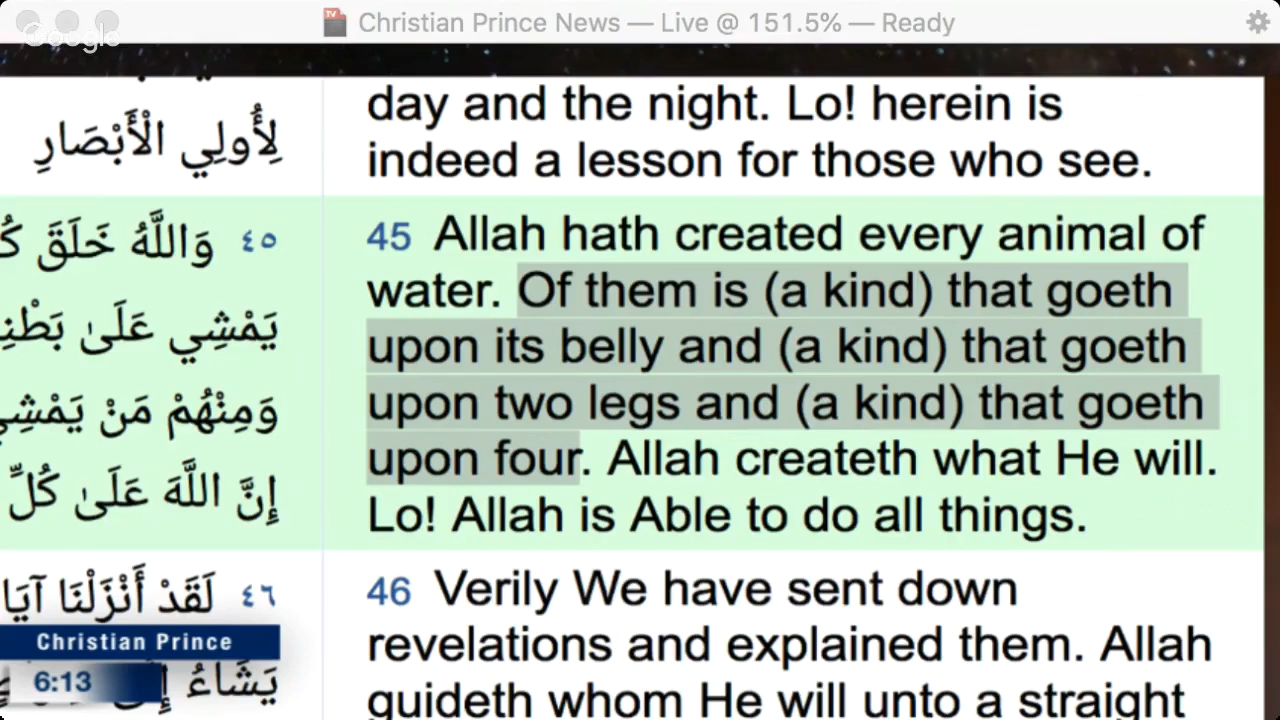 Google
Christian Prince News — Live @ 151.5% — Ready
day and the night. Lo! herein is
indeed a lesson for those who see.
45 Allah hath created every animal of
water. Of them is (a kind) that goeth
upon its belly and (a kind) that goeth
upon two legs and (a kind) that goeth
upon four. Allah createth what He will.
Lo! Allah is Able to do all things.
46 Verily We have sent down
revelations and explained them. Allah
guideth whom He will unto a straight
لِأُولِي الْأَبْصَارِ
٤٥ وَاللَّهُ خَلَقَ
يَمْشِي عَلَىٰ
وَمِنْهُمْ مَنْ
إِنَّ اللَّهَ عَلَىٰ كُلِّ
٤٦ لَقَدْ أَنْزَلْنَا
يَشَاءُ
Christian Prince
6:13